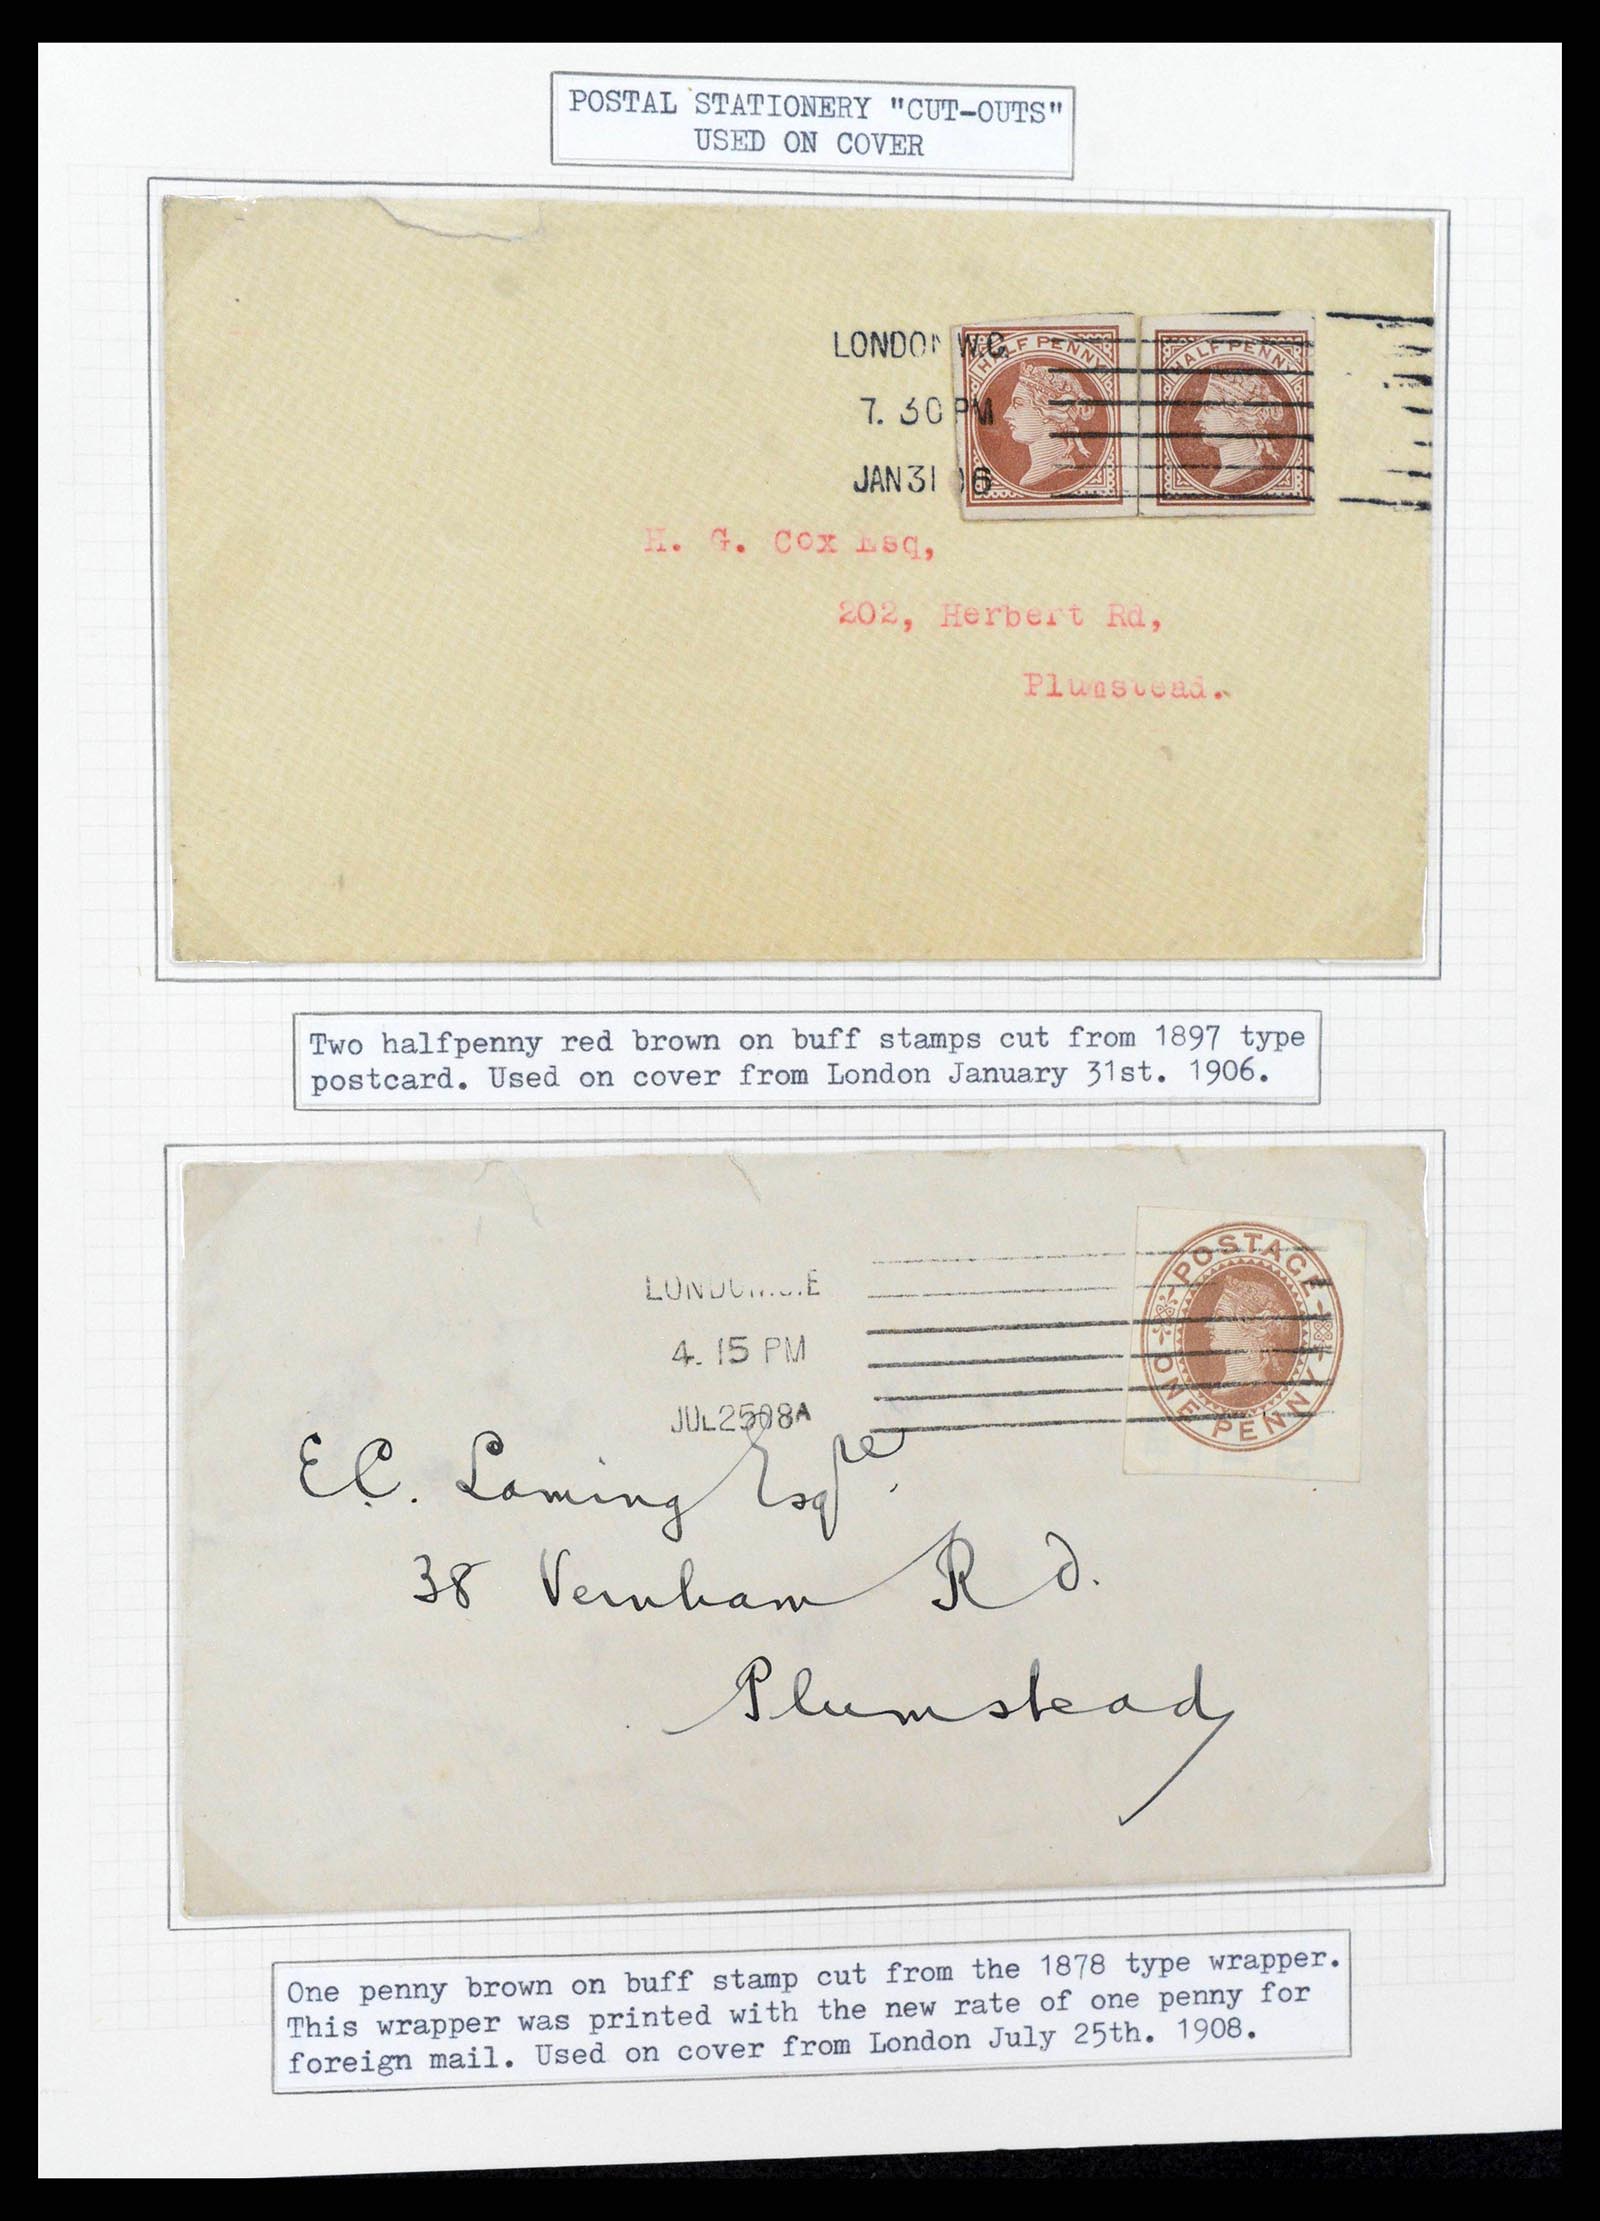 POSTAL STATIONERY "CUT-OUTS"
USED ON COVER
LONDON W.C.
7. 30 PM
JAN 31 06
HALF PENNY
HALF PENNY
H. G. Cox Esq,
202, Herbert Rd,
Plumstead.
Two halfpenny red brown on buff stamps cut from 1897 type
postcard. Used on cover from London January 31st. 1906.
4. 15 PM
JUL 25 08 A
POSTAGE
ONE PENNY
E.C. Laming Esqre.
38 Vernham Rd.
Plumstead
One penny brown on buff stamp cut from the 1878 type wrapper.
This wrapper was printed with the new rate of one penny for
foreign mail. Used on cover from London July 25th. 1908.